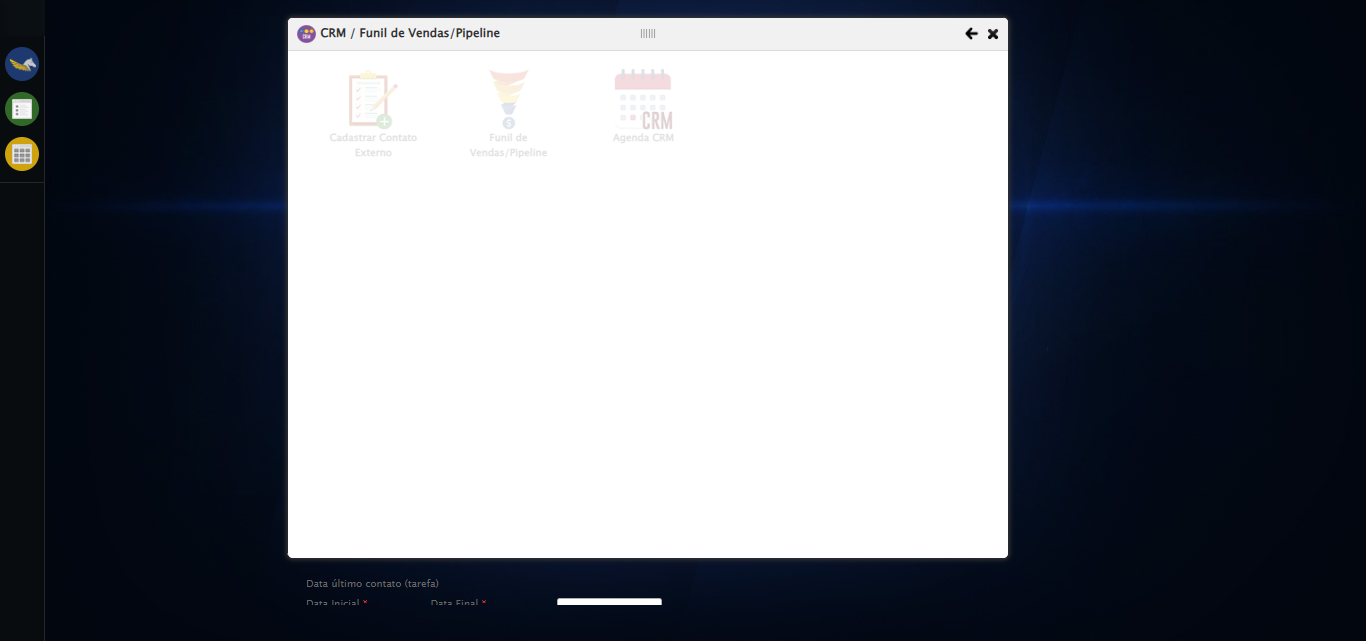 CRM / Funil de Vendas/Pipeline
Cadastrar Contato
Externo
Funil de
Vendas/Pipeline
CRM
Agenda CRM
Data último contato (tarefa)
Data Inicial *
Data Final *